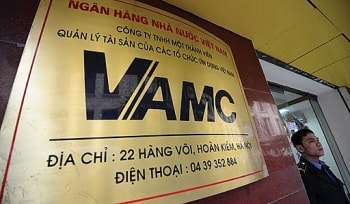 NGÂN HÀNG NHÀ NƯỚC VIỆT NAM
CÔNG TY TNHH MỘT THÀNH VIÊN
QUẢN LÝ TÀI SẢN CỦA CÁC TỔ CHỨC TÍN DỤNG VIỆT NAM
VAMC
ĐỊA CHỈ : 22 HÀNG VÔI, HOÀN KIẾM, HÀ NỘI
ĐIỆN THOẠI : 04 39 352 884